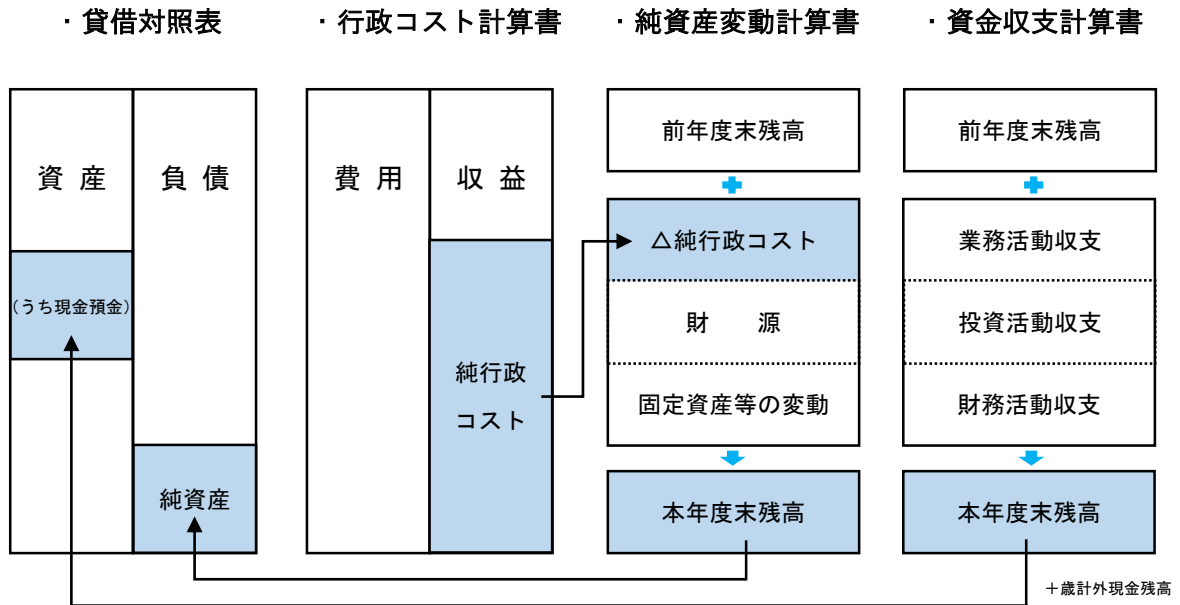 ・貸借対照表
・行政コスト計算書
・純資産変動計算書
・資金収支計算書
資 産
負 債
(うち現金預金)
純資産
費 用
収 益
純行政
コスト
前年度末残高
△純行政コスト
財　　源
固定資産等の変動
本年度末残高
前年度末残高
業務活動収支
投資活動収支
財務活動収支
本年度末残高
＋歳計外現金残高